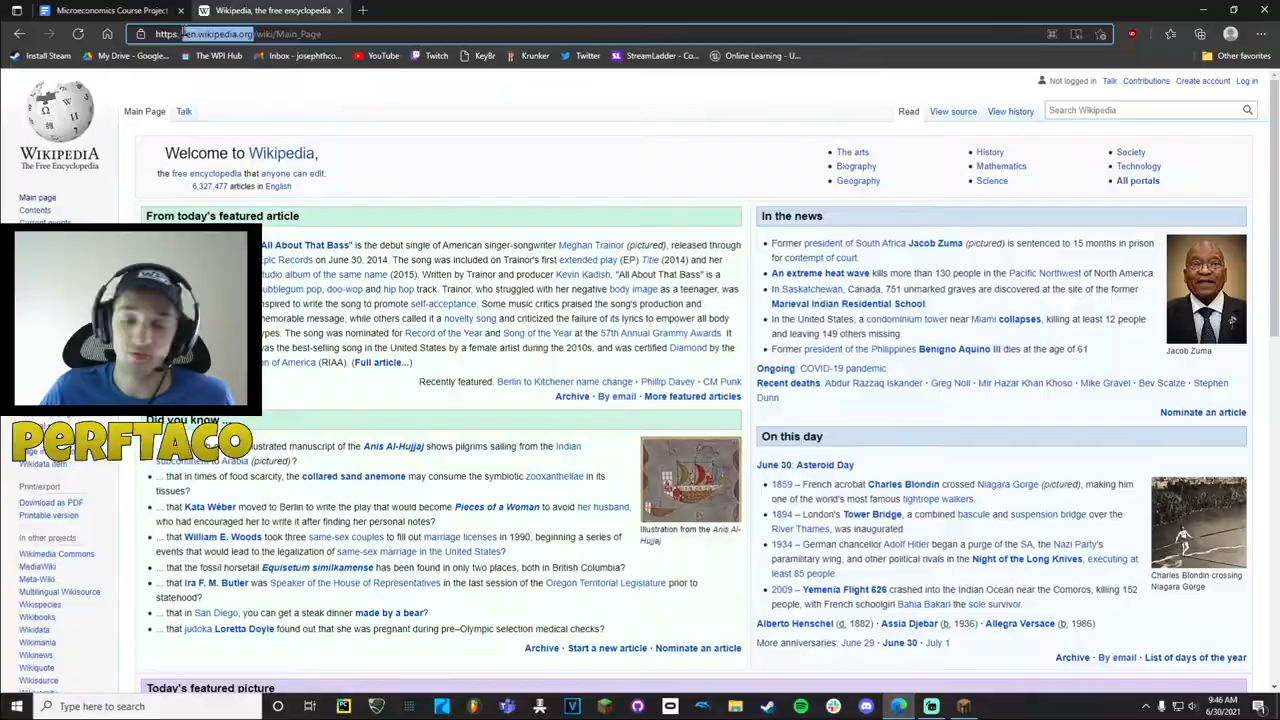 Microeconomics Course Project
Wikipedia, the free encyclopedia
https://en.wikipedia.org/wiki/Main_Page
Install Steam
My Drive - Google...
The WPI Hub
Inbox - josephthco...
YouTube
Twitch
KeyBr
Krunker
Twitter
StreamLadder - Co...
Online Learning - U...
Other favorites
Not logged in Talk Contributions Create account Log in
Main Page Talk
Read View source View history
Search Wikipedia
WIKIPEDIA
The Free Encyclopedia
Main page
Contents
Welcome to Wikipedia,
the free encyclopedia that anyone can edit.
6,327,477 articles in English
The arts
Biography
Geography
History
Mathematics
Science
Society
Technology
All portals
From today's featured article
All About That Bass" is the debut single of American singer-songwriter Meghan Trainor (pictured), released through
Epic Records on June 30, 2014. The song was included on Trainor's first extended play (EP) Title (2014) and her
studio album of the same name (2015). Written by Trainor and producer Kevin Kadish, "All About That Bass" is a
bubblegum pop, doo-wop and hip hop track. Trainor, who struggled with her negative body image as a teenager, was
inspired to write the song to promote self-acceptance. Some music critics praised the song's production and
memorable message, while others called it a novelty song and criticized the failure of its lyrics to empower all body
types. The song was nominated for Record of the Year and Song of the Year at the 57th Annual Grammy Awards. It
was the best-selling song in the United States by a female artist during the 2010s, and was certified Diamond by the
of America (RIAA). (Full article...)
Recently featured: Berlin to Kitchener name change · Phillip Davey · CM Punk
Archive · By email · More featured articles
Did you know ...
illustrated manuscript of the Anis Al-Hujjaj shows pilgrims sailing from the Indian
subcontinent to Arabia (pictured)?
... that in times of food scarcity, the collared sand anemone may consume the symbiotic zooxanthellae in its
tissues?
... that Kata Wéber moved to Berlin to write the play that would become Pieces of a Woman to avoid her husband,
who had encouraged her to write it after finding her personal notes?
... that William E. Woods took three same-sex couples to fill out marriage licenses in 1990, beginning a series of
events that would lead to the legalization of same-sex marriage in the United States?
... that the fossil horsetail Equisetum similkamense has been found in only two places, both in British Columbia?
... that Ira F. M. Butler was Speaker of the House of Representatives in the last session of the Oregon Territorial Legislature prior to
statehood?
... that in San Diego, you can get a steak dinner made by a bear?
... that judoka Loretta Doyle found out that she was pregnant during pre–Olympic selection medical checks?
Illustration from the Anis Al-
Hujjaj
Archive · Start a new article · Nominate an article
Today's featured picture
In the news
Former president of South Africa Jacob Zuma (pictured) is sentenced to 15 months in prison
for contempt of court.
An extreme heat wave kills more than 130 people in the Pacific Northwest of North America.
In Saskatchewan, Canada, 751 unmarked graves are discovered at the site of the former
Marieval Indian Residential School.
In the United States, a condominium tower near Miami collapses, killing at least 12 people
and leaving 149 others missing.
Former president of the Philippines Benigno Aquino III dies at the age of 61
Jacob Zuma
Ongoing: COVID-19 pandemic
Recent deaths: Abdur Razzaq Iskander · Greg Noll · Mir Hazar Khan Khoso · Mike Gravel · Bev Scalze · Stephen
Dunn
Nominate an article
On this day
June 30: Asteroid Day
1859 – French acrobat Charles Blondin crossed Niagara Gorge (pictured), making him
one of the world's most famous tightrope walkers.
1894 – London's Tower Bridge, a combined bascule and suspension bridge over the
River Thames, was inaugurated.
1934 – German chancellor Adolf Hitler began a purge of the SA, the Nazi Party's
paramilitary wing, and other political rivals in the Night of the Long Knives, executing at
least 85 people.
2009 – Yemenia Flight 626 crashed into the Indian Ocean near the Comoros, killing 152
people, with French schoolgirl Bahia Bakari the sole survivor.
Charles Blondin crossing
Niagara Gorge
Alberto Henschel (d. 1882) · Assia Djebar (b. 1936) · Allegra Versace (b. 1986)
More anniversaries: June 29 · June 30 · July 1
Archive · By email · List of days of the year
PERFTACO
Wikidata item
Print/export
Download as PDF
Printable version
In other projects
Wikimedia Commons
MediaWiki
Meta-Wiki
Multilingual Wikisource
Wikispecies
Wikibooks
Wikidata
Wikimania
Wikinews
Wikiquote
Wikisource
Type here to search
9:46 AM
6/30/2021